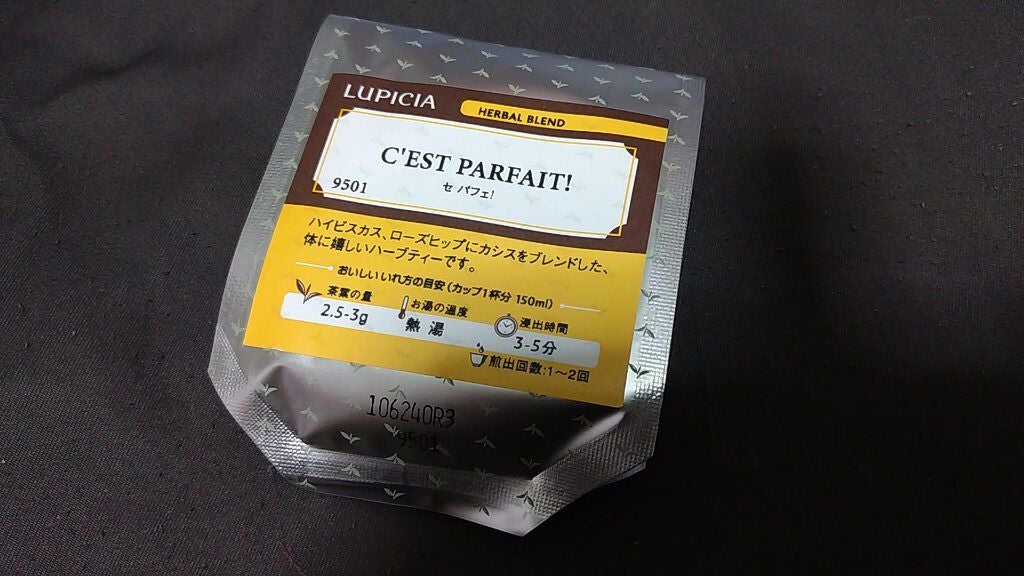 LUPICIA
HERBAL BLEND
C'EST PARFAIT!
9501
セ パフェ!
ハイビスカス、ローズヒップにカシスをブレンドした、
体に嬉しいハーブティーです。
おいしいいれ方の目安(カップ1杯分 150ml)
茶葉の量
2.5-3g
お湯の温度
熱湯
浸出時間
3-5分
煎出回数:1〜2回
106240R3
9501